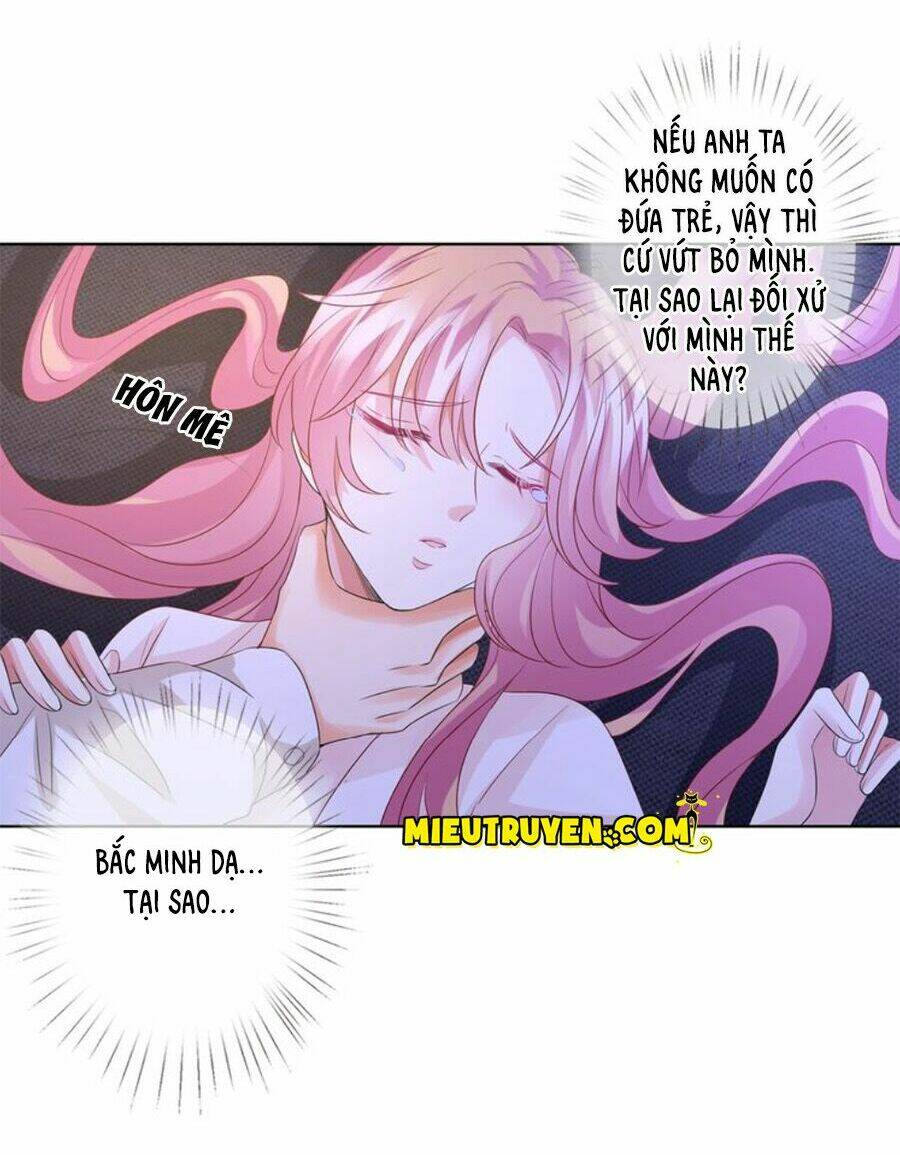 NẾU ANH TA
KHÔNG MUỐN CÓ
ĐỨA TRẺ, VẬY THÌ
CỨ VỨT BỎ MÌNH.
TẠI SAO LẠI ĐỐI XỬ
VỚI MÌNH THẾ
NÀY?
HÔN MÊ
MIEUTRUYEN.COM
BẮC MINH DẠ...
TẠI SAO...